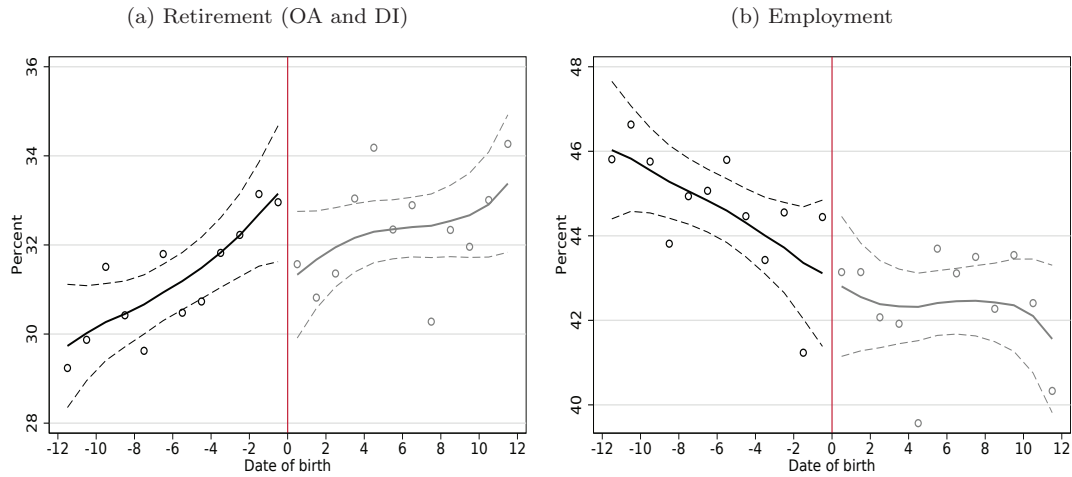 (a) Retirement (OA and DI)
36
34
32
30
28
Percent
-12 -10 -8 -6 -4 -2 0 2 4 6 8 10 12
Date of birth
(b) Employment
48
46
44
42
40
Percent
-12 -10 -8 -6 -4 -2 0 2 4 6 8 10 12
Date of birth